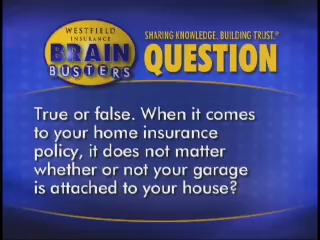 WESTFIELD
INSURANCE
BRAIN
BUSTERS
SHARING KNOWLEDGE. BUILDING TRUST.®
QUESTION
True or false. When it comes
to your home insurance
policy, it does not matter
whether or not your garage
is attached to your house?